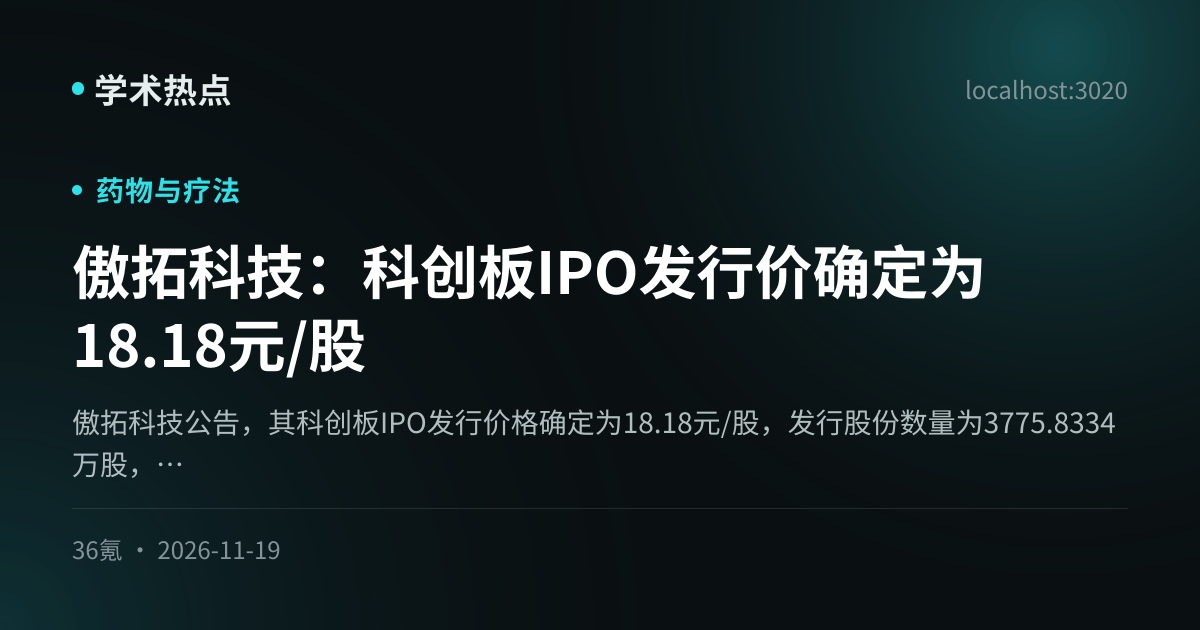 学术热点
localhost:3020
药物与疗法
傲拓科技：科创板IPO发行价确定为
18.18元/股
傲拓科技公告，其科创板IPO发行价格确定为18.18元/股，发行股份数量为3775.8334
万股，…
36氪 · 2026-11-19